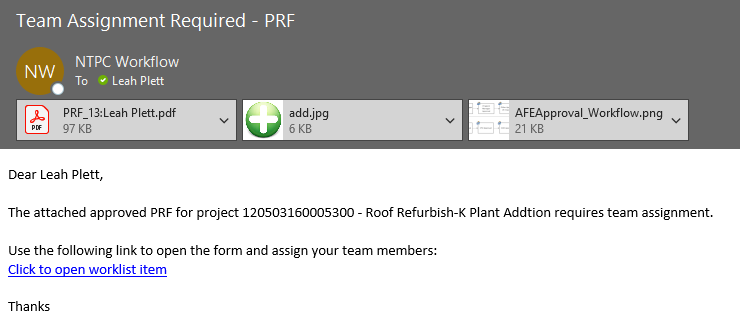 Team Assignment Required - PRF
NW
NTPC Workflow
To Leah Plett
PDF
PRF_13:Leah Plett.pdf
97 KB
add.jpg
6 KB
AFEApproval_Workflow.png
21 KB
Dear Leah Plett,
The attached approved PRF for project 120503160005300 - Roof Refurbish-K Plant Addtion requires team assignment.
Use the following link to open the form and assign your team members:
Click to open worklist item
Thanks